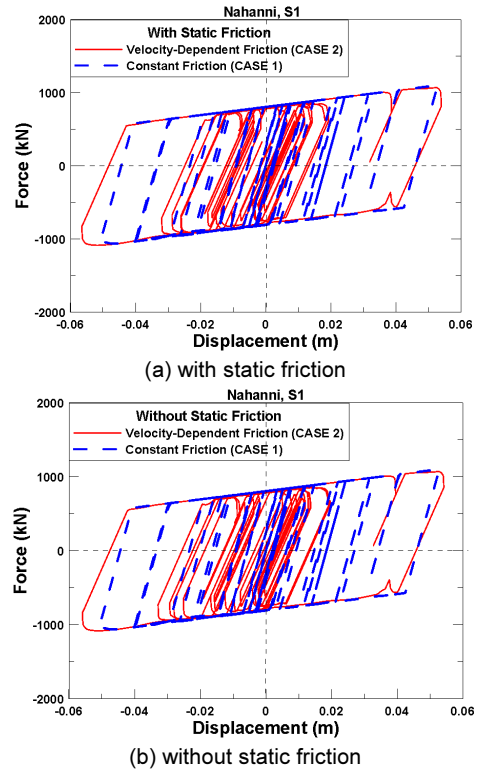 Nahanni, S1
2000
With Static Friction
Velocity-Dependent Friction (CASE 2)
Constant Friction (CASE 1)
1000
0
-1000
-2000
Force (kN)
-0.06 -0.04 -0.02 0 0.02 0.04 0.06
Displacement (m)
(a) with static friction
Nahanni, S1
2000
Without Static Friction
Velocity-Dependent Friction (CASE 2)
Constant Friction (CASE 1)
1000
0
-1000
-2000
Force (kN)
-0.06 -0.04 -0.02 0 0.02 0.04 0.06
Displacement (m)
(b) without static friction